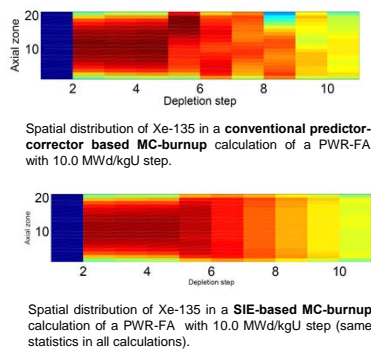 20
10
Axial zone
2 4 6 8 10
Depletion step
Spatial distribution of Xe-135 in a conventional predictor-
corrector based MC-burnup calculation of a PWR-FA
with 10.0 MWd/kgU step.
20
10
Axial zone
2 4 6 8 10
Depletion step
Spatial distribution of Xe-135 in a SIE-based MC-burnup
calculation of a PWR-FA with 10.0 MWd/kgU step (same
statistics in all calculations).